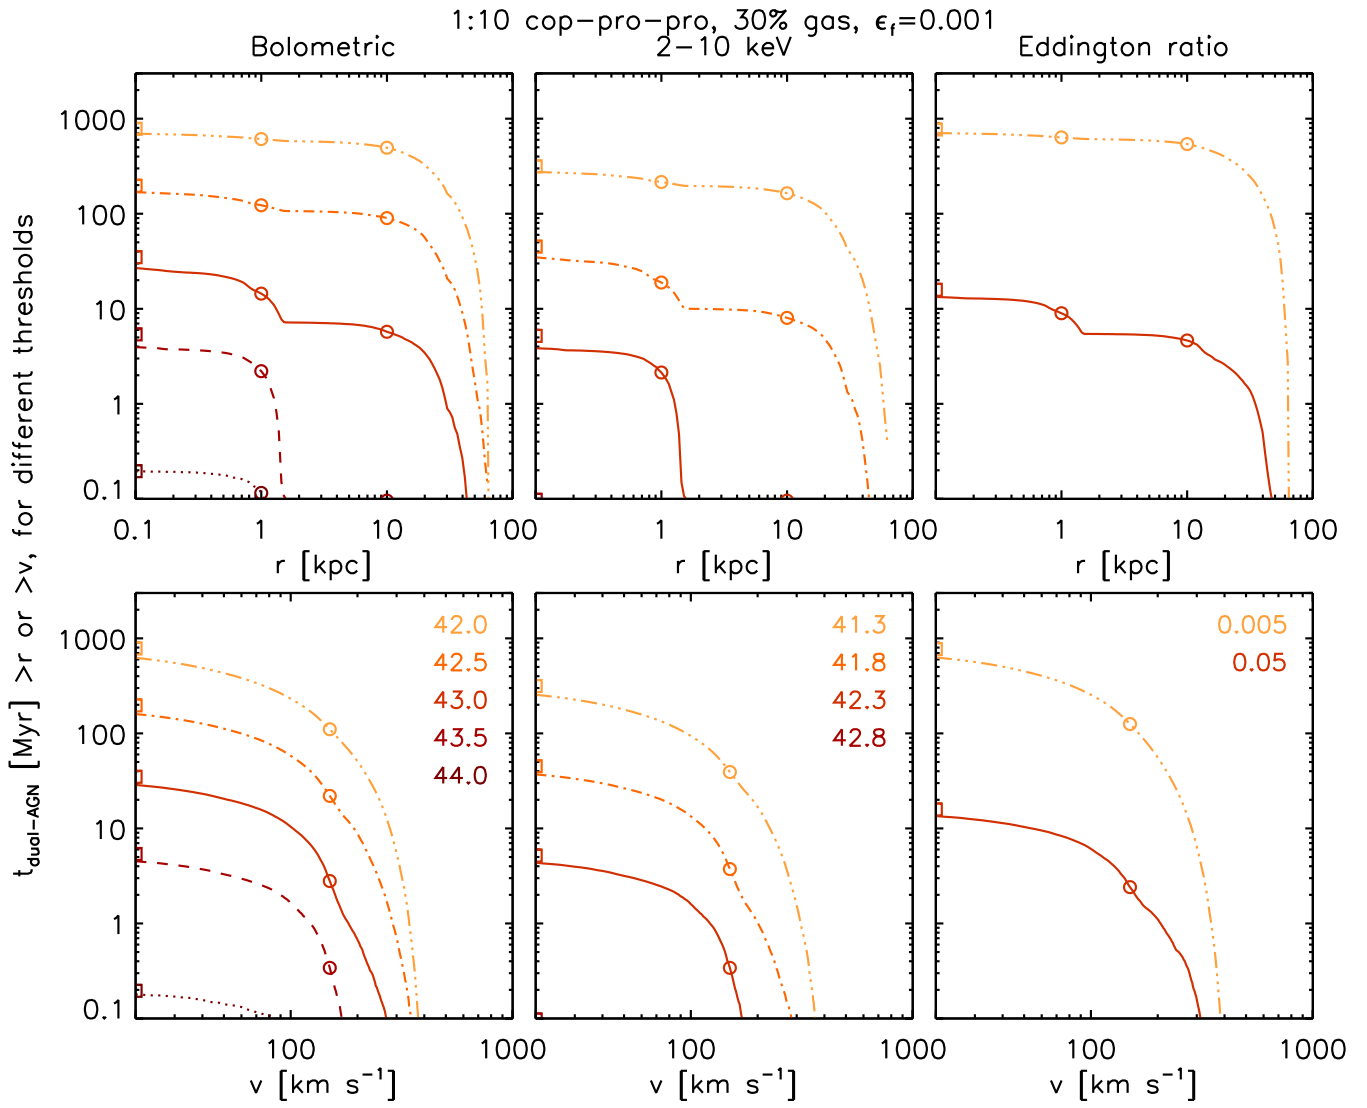 1:10 cop-pro-pro, 30% gas, ϵf=0.001
Bolometric
2-10 keV
Eddington ratio
t_dual-AGN [Myr] >r or >v, for different thresholds
1000
100
10
1
0.1
0.1 1 10 100
r [kpc]
1 10 100
r [kpc]
1 10 100
r [kpc]
1000
100
10
1
0.1
42.0
42.5
43.0
43.5
44.0
41.3
41.8
42.3
42.8
0.005
0.05
100 1000
v [km s⁻¹]
100 1000
v [km s⁻¹]
100 1000
v [km s⁻¹]